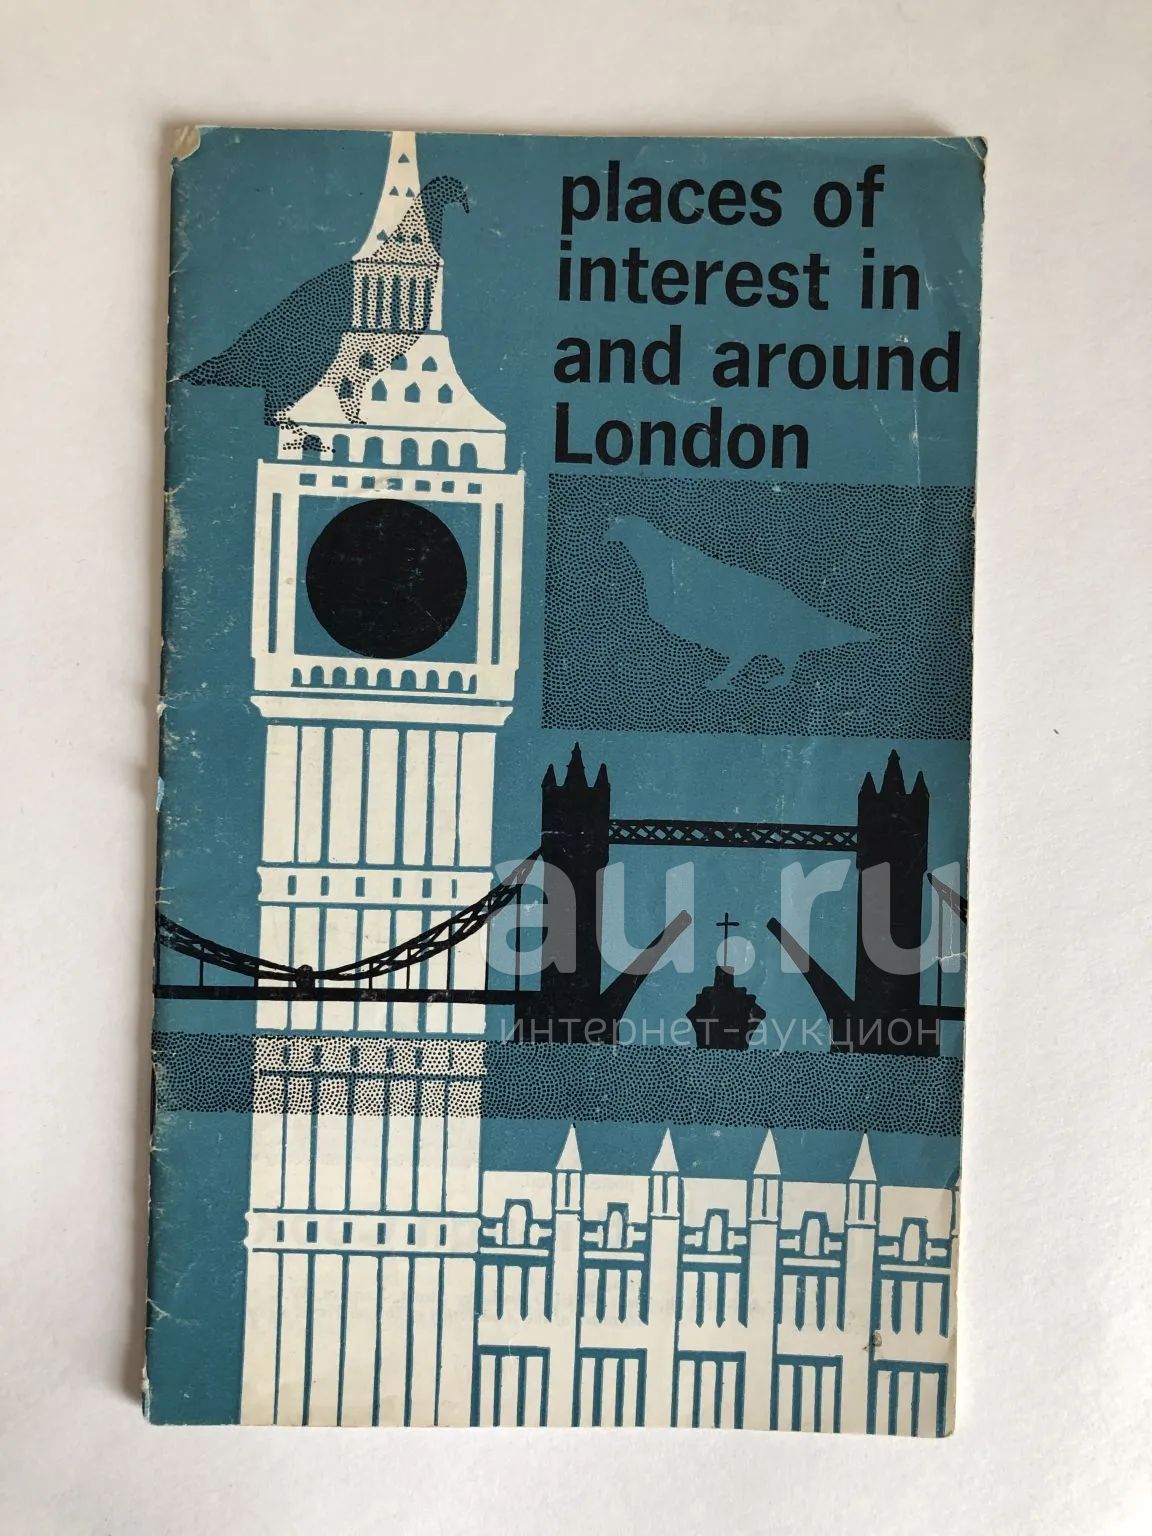 places of
interest in
and around
London
au.ru
интернет-аукцион